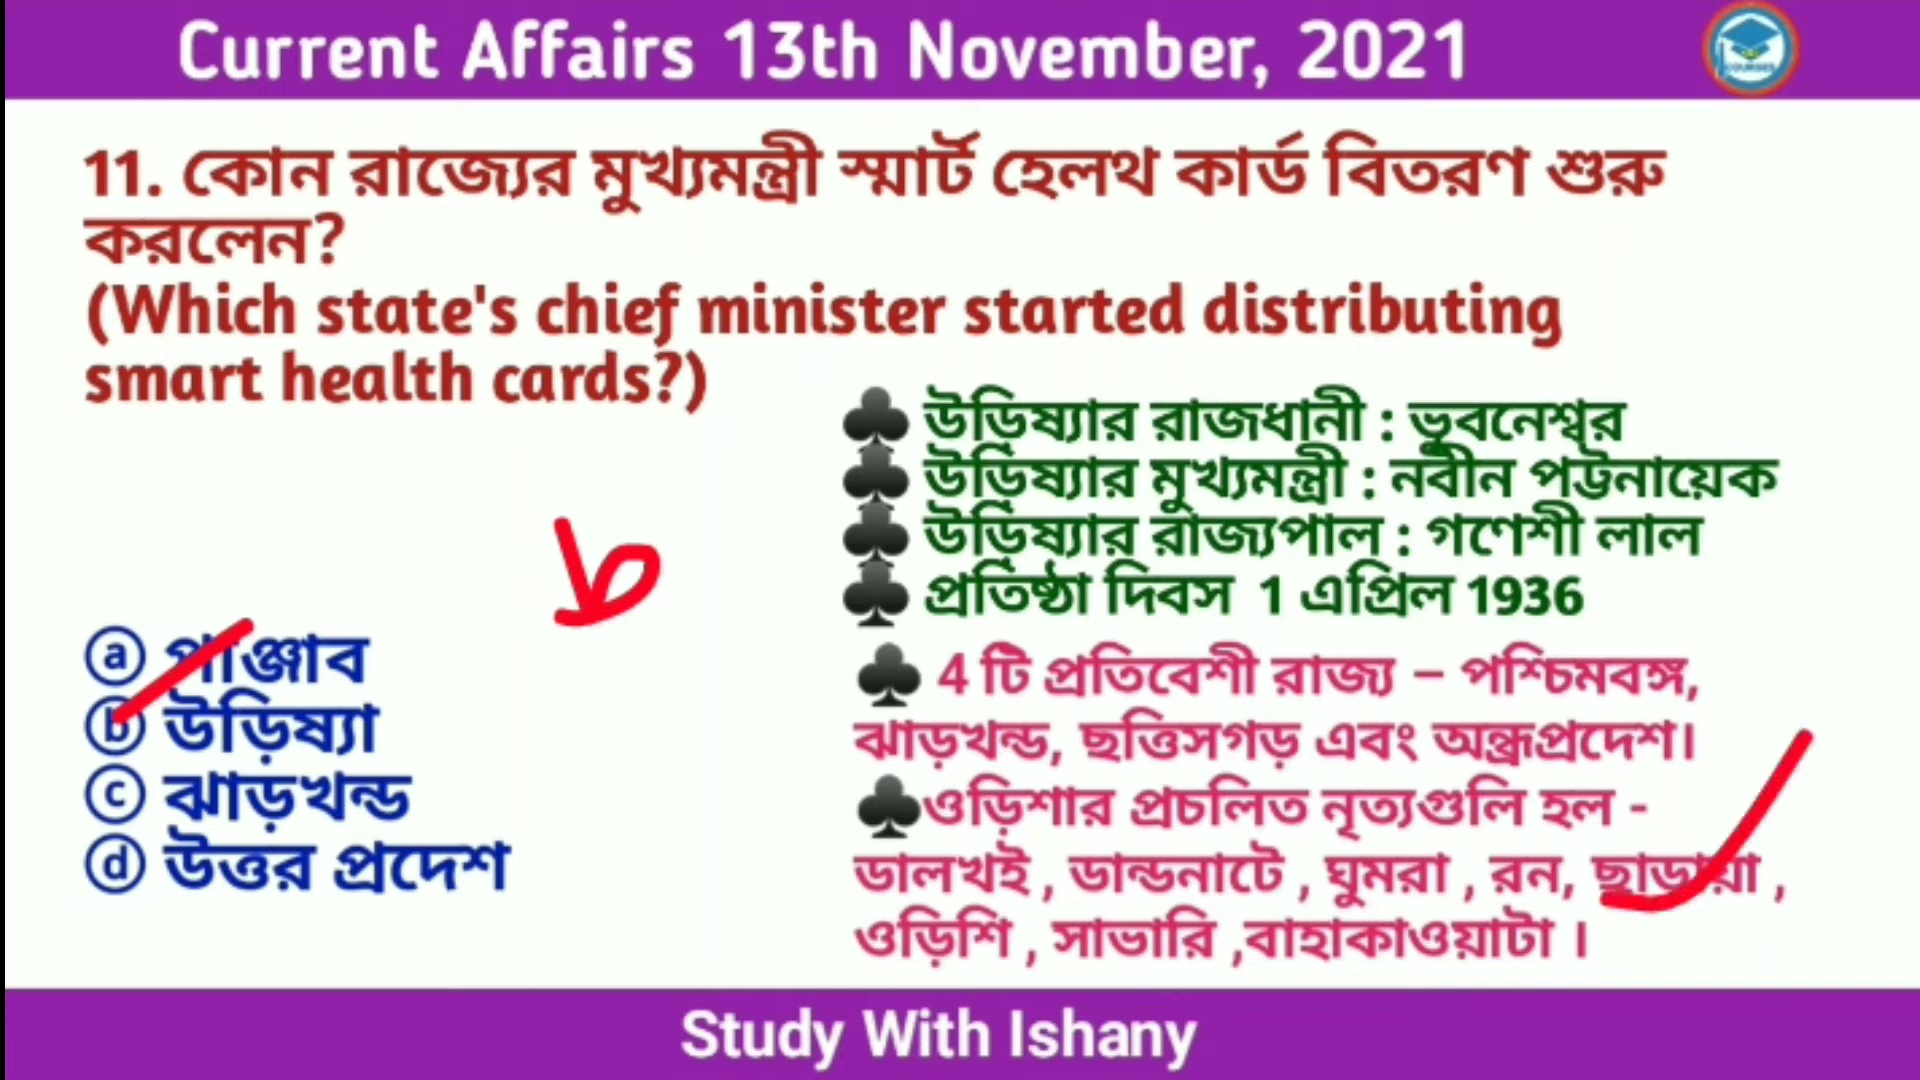 Current Affairs 13th November, 2021
COURSES
11. কোন রাজ্যের মুখ্যমন্ত্রী স্মার্ট হেলথ কার্ড বিতরণ শুরু
করলেন?
(Which state's chief minister started distributing
smart health cards?)
b
ⓐ পাঞ্জাব
ⓑ উড়িষ্যা
ⓒ ঝাড়খন্ড
ⓓ উত্তর প্রদেশ
♣ উড়িষ্যার রাজধানী : ভুবনেশ্বর
♣ উড়িষ্যার মুখ্যমন্ত্রী : নবীন পট্টনায়েক
♣ উড়িষ্যার রাজ্যপাল : গণেশী লাল
♣ প্রতিষ্ঠা দিবস 1 এপ্রিল 1936
♣ 4 টি প্রতিবেশী রাজ্য – পশ্চিমবঙ্গ,
ঝাড়খন্ড, ছত্তিসগড় এবং অন্ধ্রপ্রদেশ।
♣ওড়িশার প্রচলিত নৃত্যগুলি হল -
ডালখই , ডান্ডনাটে , ঘুমরা , রন, ,
ওড়িশি , সাভারি ,বাহাকাওয়াটা ।
Study With Ishany